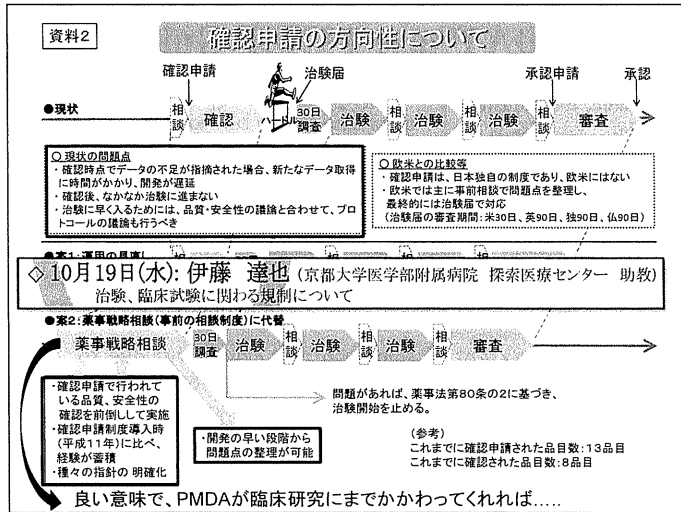 資料2
確認申請の方向性について
確認申請
治験届
承認申請
承認
●現状
相談
確認
ハードル
30日調査
治験
相談
治験
相談
治験
相談
審査
○ 現状の問題点
・確認時点でデータの不足が指摘された場合、新たなデータ取得
に時間がかかり、開発が遅延
・確認後、なかなか治験に進まない
・治験に早く入るためには、品質・安全性の議論と合わせて、プロ
トコールの議論も行うべき
○ 欧米との比較等
・確認申請は、日本独自の制度であり、欧米にはない
・欧米では主に事前相談で問題点を整理し、
最終的には治験届で対応
(治験届の審査期間:米30日、英90日、独90日、仏90日)
●案1:運用の見直し
◇ 10月19日(水): 伊藤 達也 (京都大学医学部附属病院 探索医療センター 助教)
治験、臨床試験に関わる規制について
●案2:薬事戦略相談(事前の相談制度)に代替
薬事戦略相談
30日調査
治験
相談
治験
相談
治験
相談
審査
・確認申請で行われて
いる品質、安全性の
確認を前倒しして実施
・確認申請制度導入時
(平成11年)に比べ、
経験が蓄積
・種々の指針の 明確化
・開発の早い段階から
問題点の整理が可能
問題があれば、薬事法第80条の2に基づき、
治験開始を止める。
(参考)
これまでに確認申請された品目数:13品目
これまでに確認された品目数:8品目
良い意味で、PMDAが臨床研究にまでかかわってくれれば.....